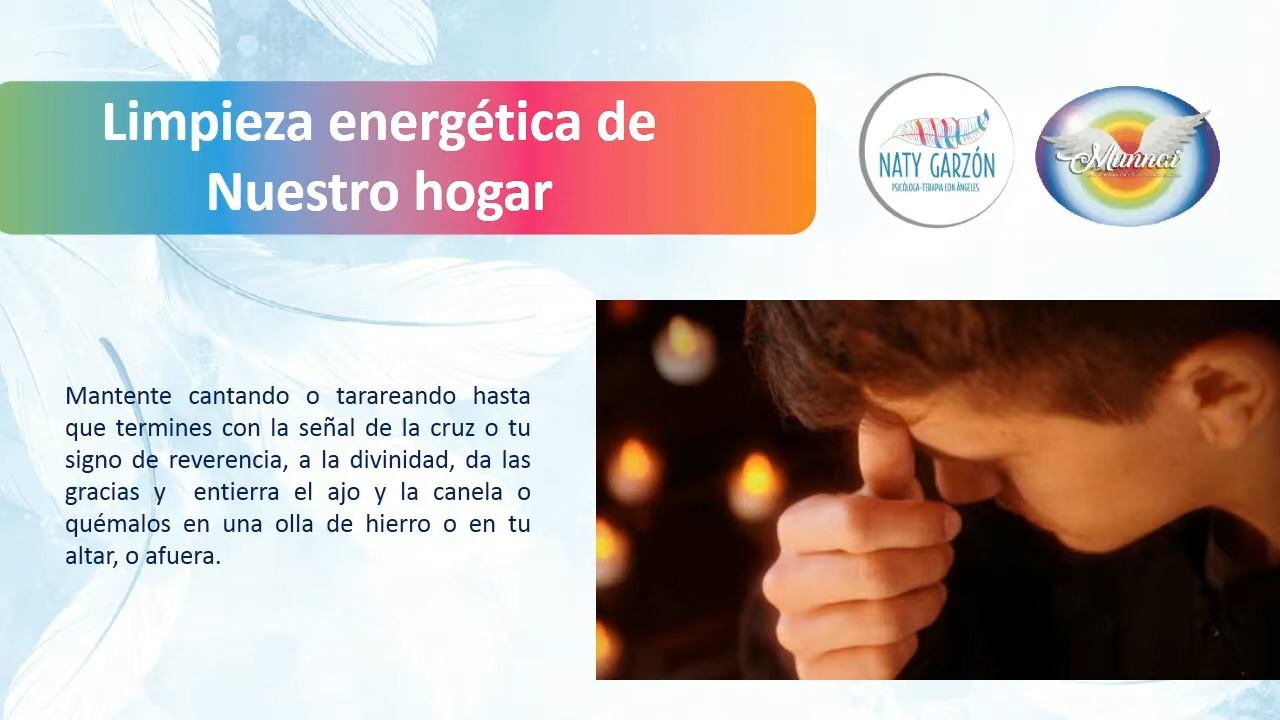 Limpieza energética de
Nuestro hogar
NATY GARZÓN
PSICÓLOGA-TERAPIA CON ÁNGELES
Munnai
Mantente cantando o tarareando hasta
que termines con la señal de la cruz o tu
signo de reverencia, a la divinidad, da las
gracias y entierra el ajo y la canela o
quémalos en una olla de hierro o en tu
altar, o afuera.